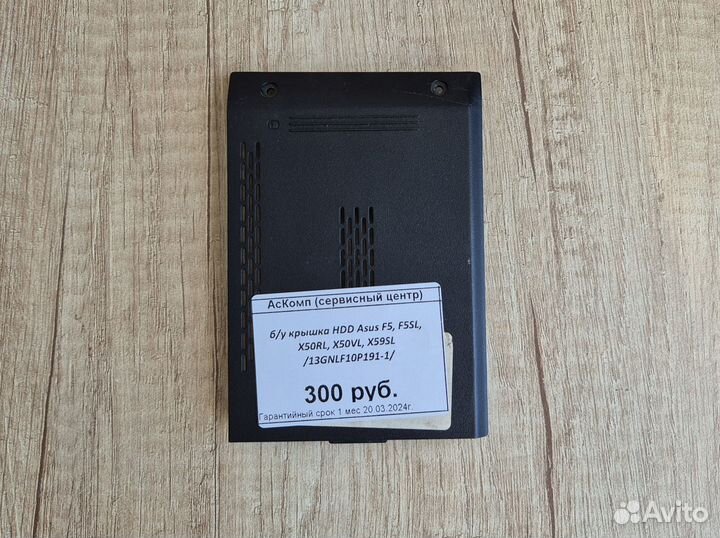 АсКомп (сервисный центр)
б/у крышка HDD Asus F5, F5SL,
X50RL, X50VL, X59SL
/13GNLF10P191-1/
300 руб.
Гарантийный срок 1 мес 20.03.2024г.
Avito